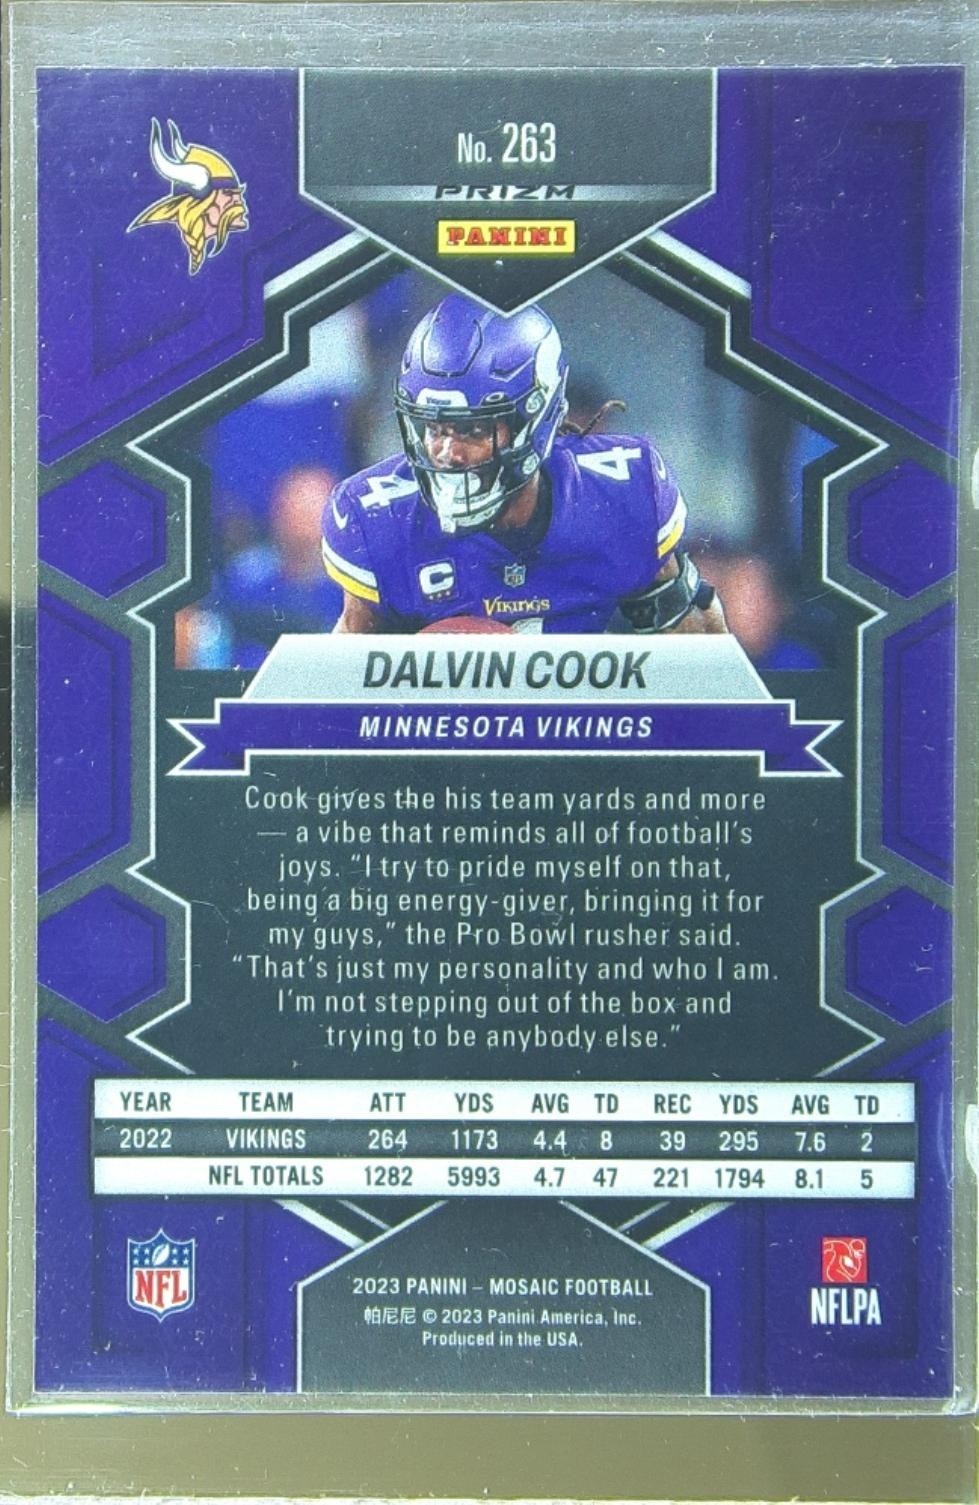 No. 263
PRIZM
PANINI
4 4
C
VIKINGS
DALVIN COOK
MINNESOTA VIKINGS
Cook gives the his team yards and more
— a vibe that reminds all of football's
joys. "I try to pride myself on that,
being a big energy-giver, bringing it for
my guys," the Pro Bowl rusher said.
"That's just my personality and who I am.
I'm not stepping out of the box and
trying to be anybody else."
YEAR TEAM ATT YDS AVG TD REC YDS AVG TD
2022 VIKINGS 264 1173 4.4 8 39 295 7.6 2
NFL TOTALS 1282 5993 4.7 47 221 1794 8.1 5
NFL
NFLPA
2023 PANINI – MOSAIC FOOTBALL
帕尼尼 © 2023 Panini America, Inc.
Produced in the USA.